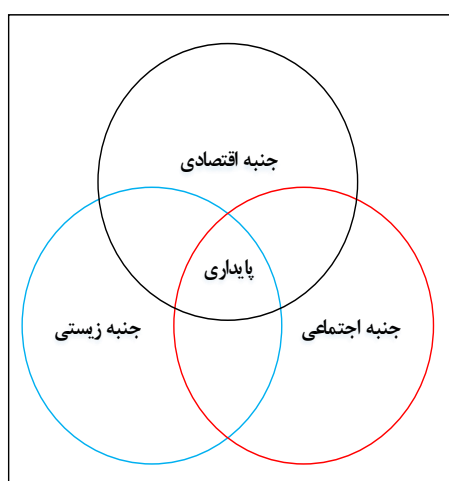 جنبه اقتصادی
پایداری
جنبه اجتماعی
جنبه زیستی